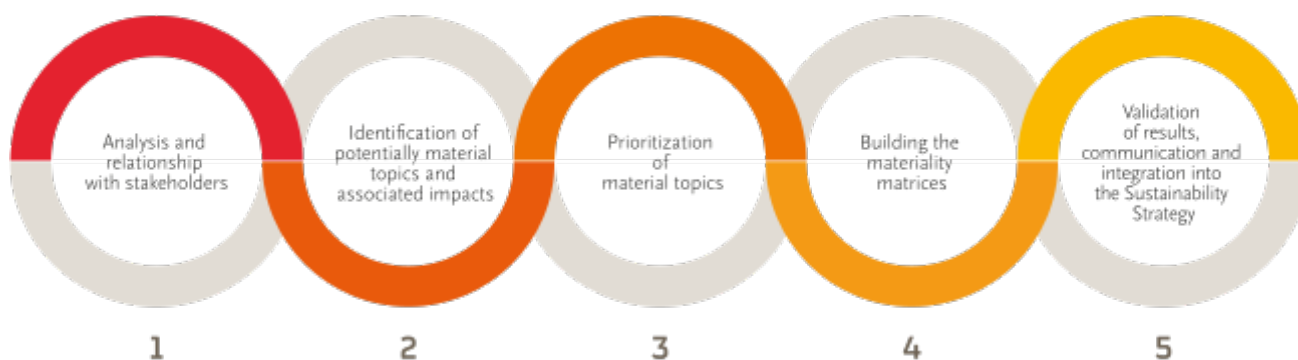 Analysis and
relationship
with stakeholders
Identification of
potentially material
topics and
associated impacts
Prioritization
of
material topics
Building the
materiality
matrices
Validation
of results,
communication and
integration into
the Sustainability
Strategy
1
2
3
4
5